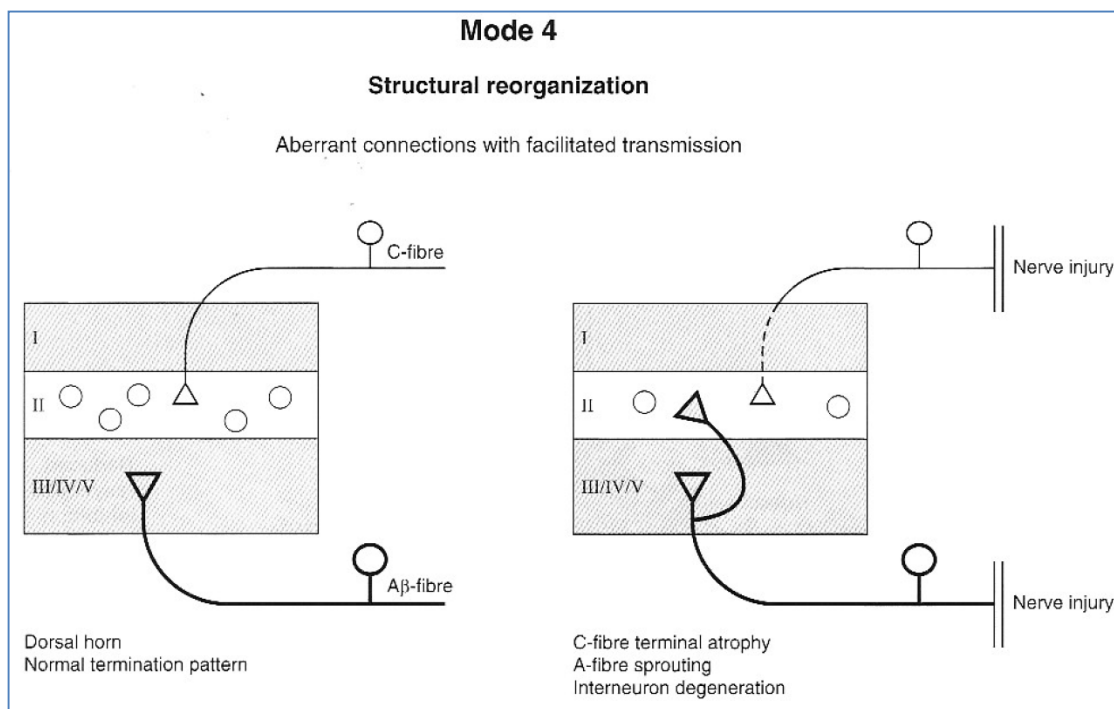 Mode 4
Structural reorganization
Aberrant connections with facilitated transmission
C-fibre
I
II
III/IV/V
Aβ-fibre
Dorsal horn
Normal termination pattern
Nerve injury
I
II
III/IV/V
Nerve injury
C-fibre terminal atrophy
A-fibre sprouting
Interneuron degeneration